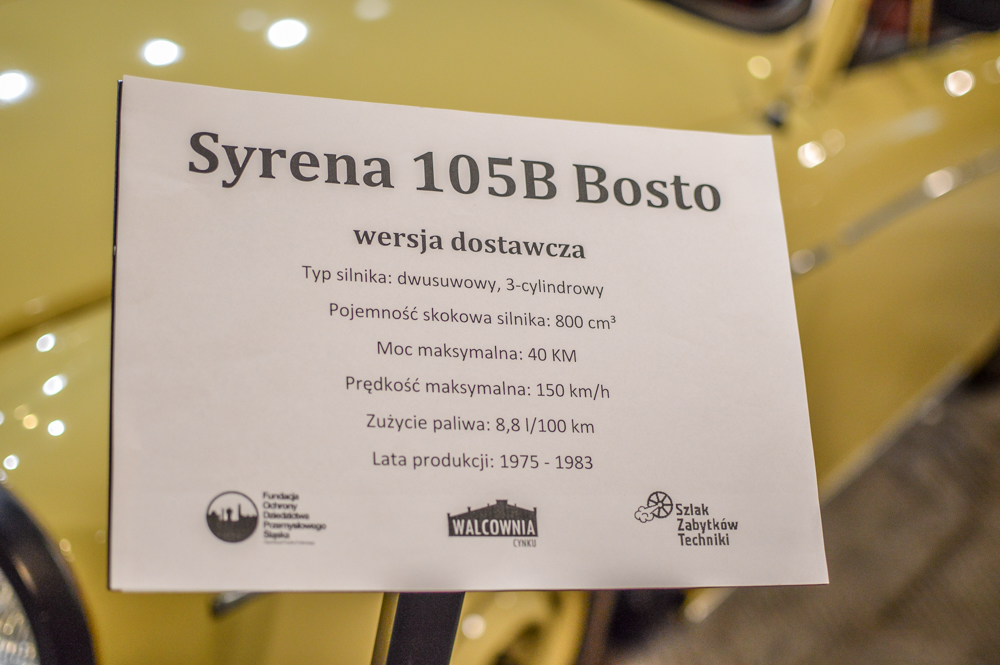 Syrena 105B Bosto
wersja dostawcza
Typ silnika: dwusuwowy, 3-cylindrowy
Pojemność skokowa silnika: 800 cm³
Moc maksymalna: 40 KM
Prędkość maksymalna: 150 km/h
Zużycie paliwa: 8,8 l/100 km
Lata produkcji: 1975 - 1983
Fundacja
Ochrony
Dziedzictwa
Przemysłowego
Śląska
WALCOWNIA
CYNKU
Szlak
Zabytków
Techniki